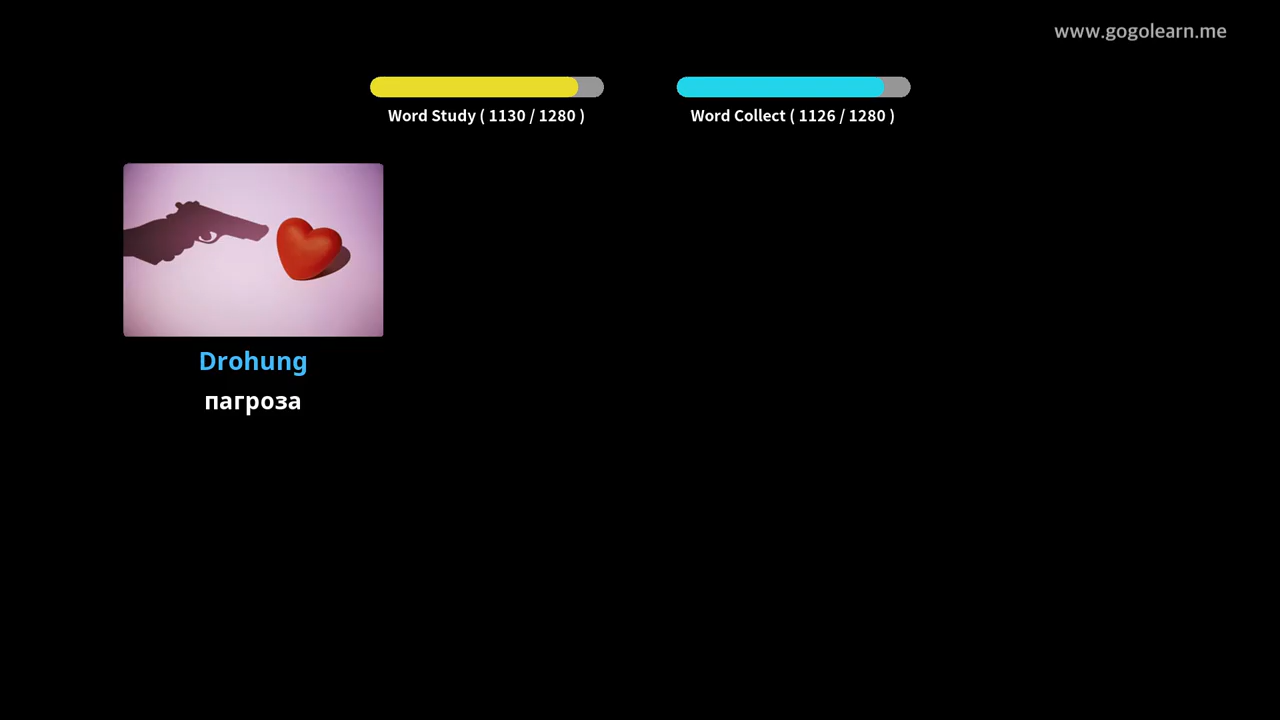 www.gogolearn.me
Word Study ( 1130 / 1280 )
Word Collect ( 1126 / 1280 )
Drohung
пагроза